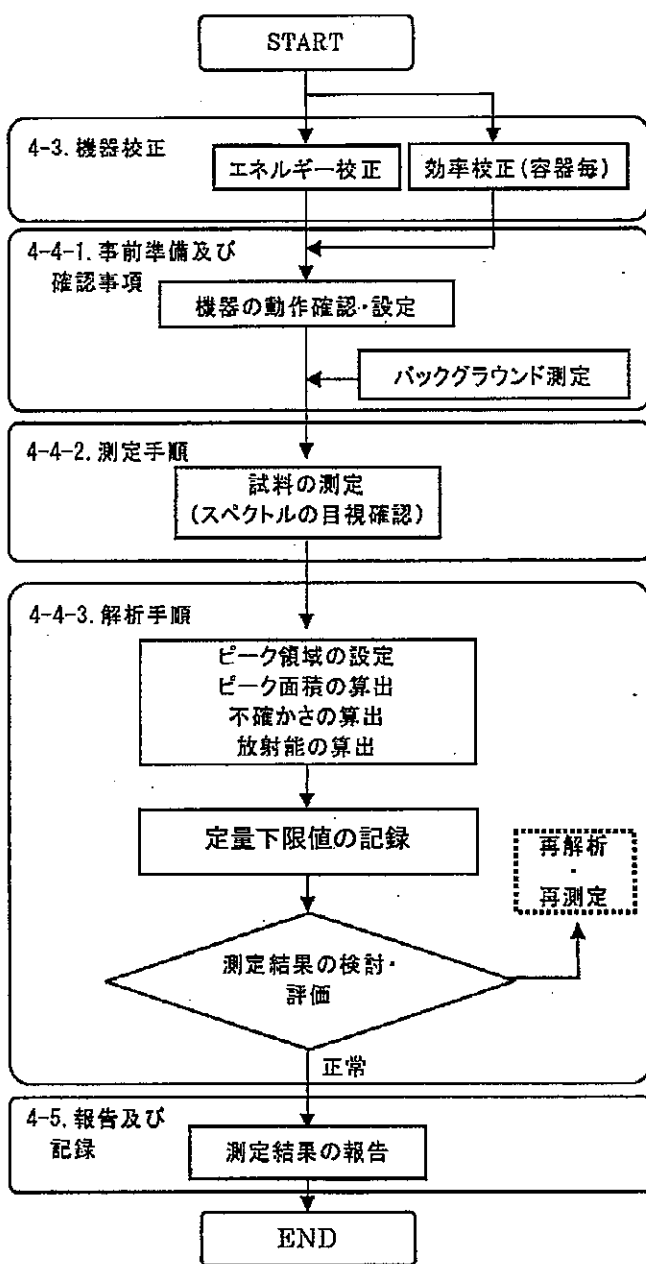 START
4-3. 機器校正
エネルギー校正
効率校正(容器毎)
4-4-1. 事前準備及び
確認事項
機器の動作確認・設定
バックグラウンド測定
4-4-2. 測定手順
試料の測定
(スペクトルの目視確認)
4-4-3. 解析手順
ピーク領域の設定
ピーク面積の算出
不確かさの算出
放射能の算出
定量下限値の記録
再解析
・
再測定
測定結果の検討・
評価
正常
4-5. 報告及び
記録
測定結果の報告
END